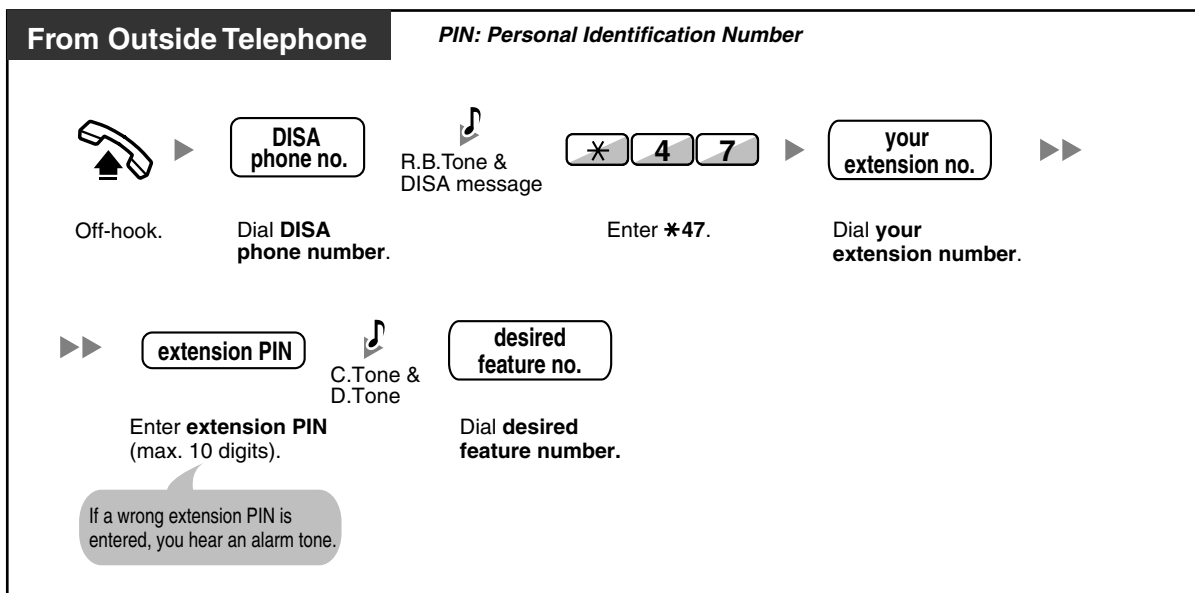 From Outside Telephone
PIN: Personal Identification Number
DISA
phone no.
R.B.Tone &
DISA message
* 4 7
your
extension no.
Off-hook.
Dial DISA
phone number.
Enter *47.
Dial your
extension number.
extension PIN
C.Tone &
D.Tone
desired
feature no.
Enter extension PIN
(max. 10 digits).
Dial desired
feature number.
If a wrong extension PIN is
entered, you hear an alarm tone.